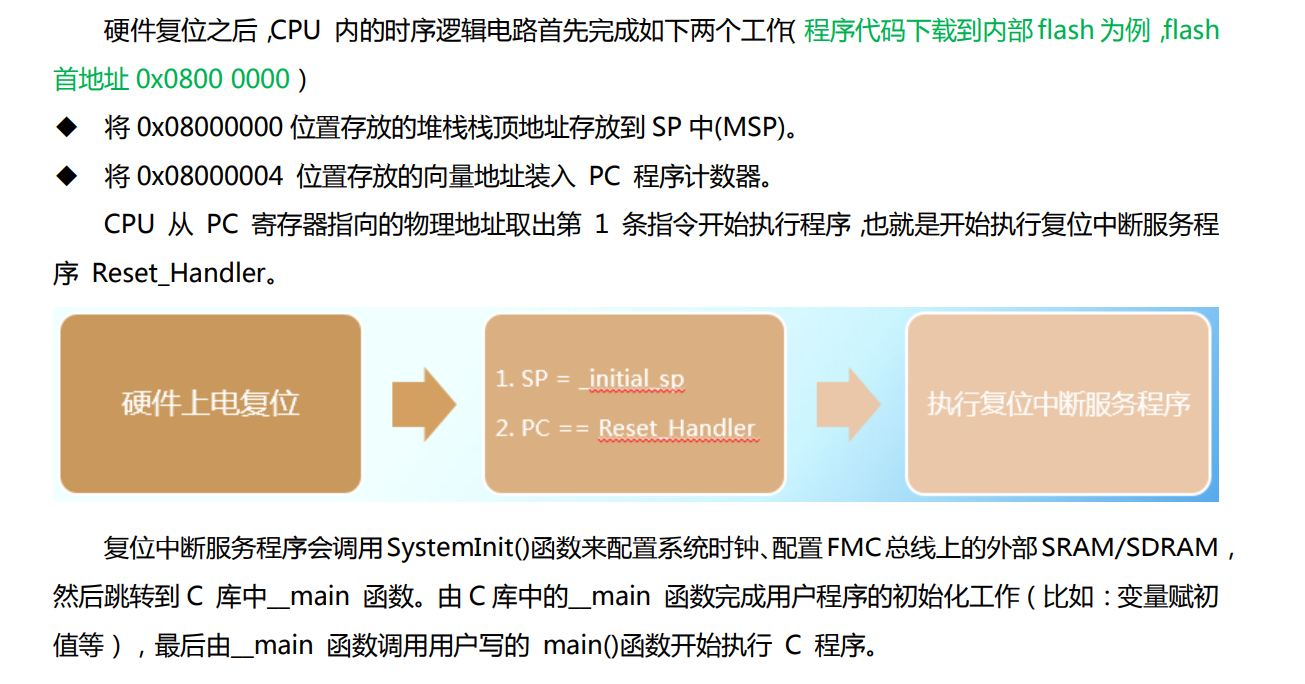 硬件复位之后，CPU 内的时序逻辑电路首先完成如下两个工作（程序代码下载到内部 flash 为例，flash
首地址 0x0800 0000）
◆ 将 0x08000000 位置存放的堆栈栈顶地址存放到 SP 中(MSP)。
◆ 将 0x08000004 位置存放的向量地址装入 PC 程序计数器。
CPU 从 PC 寄存器指向的物理地址取出第 1 条指令开始执行程序，也就是开始执行复位中断服务程
序 Reset_Handler。
硬件上电复位
1. SP = _initial_sp
2. PC == Reset_Handler
执行复位中断服务程序
复位中断服务程序会调用 SystemInit()函数来配置系统时钟、配置 FMC 总线上的外部 SRAM/SDRAM，
然后跳转到 C 库中__main 函数。由 C 库中的__main 函数完成用户程序的初始化工作（比如：变量赋初
值等），最后由__main 函数调用用户写的 main()函数开始执行 C 程序。